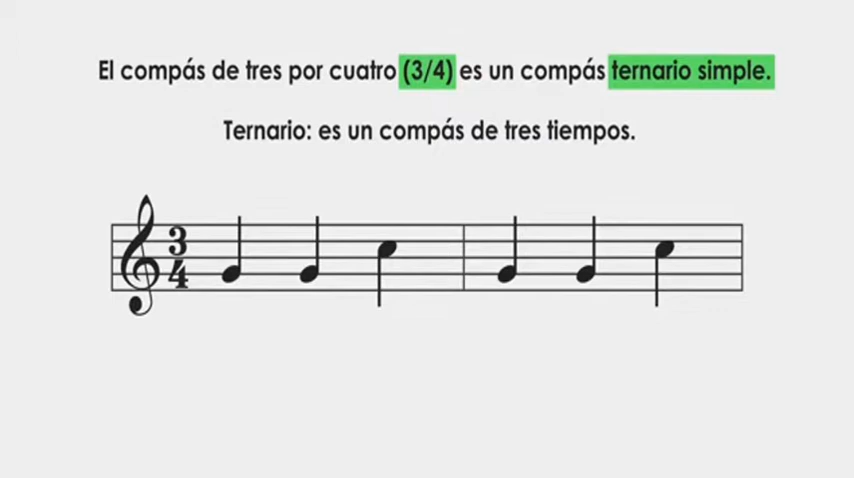 El compás de tres por cuatro (3/4) es un compás ternario simple.
Ternario: es un compás de tres tiempos.
3
4